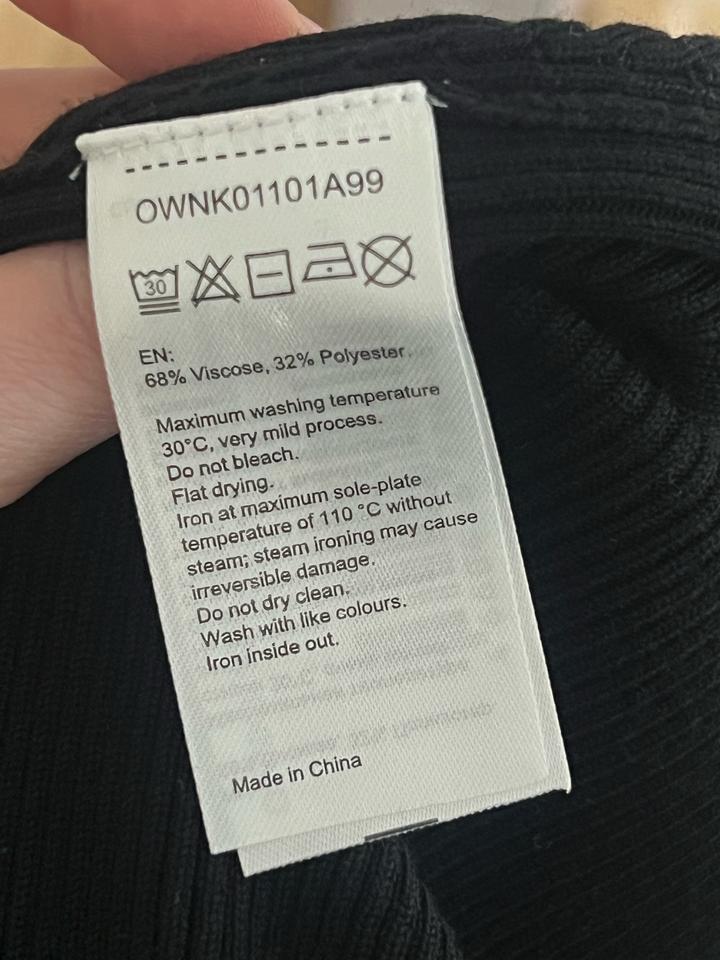 OWNK01101A99
30
EN:
68% Viscose, 32% Polyester.
Maximum washing temperature
30°C, very mild process.
Do not bleach.
Flat drying.
Iron at maximum sole-plate
temperature of 110 °C without
steam; steam ironing may cause
irreversible damage.
Do not dry clean.
Wash with like colours.
Iron inside out.
Made in China